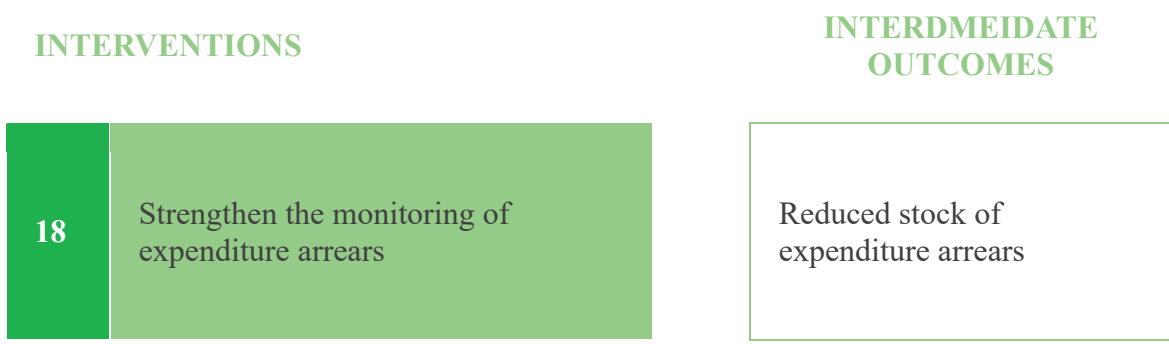 INTERVENTIONS
INTERDMEIDATE
OUTCOMES
18
Strengthen the monitoring of
expenditure arrears
Reduced stock of
expenditure arrears